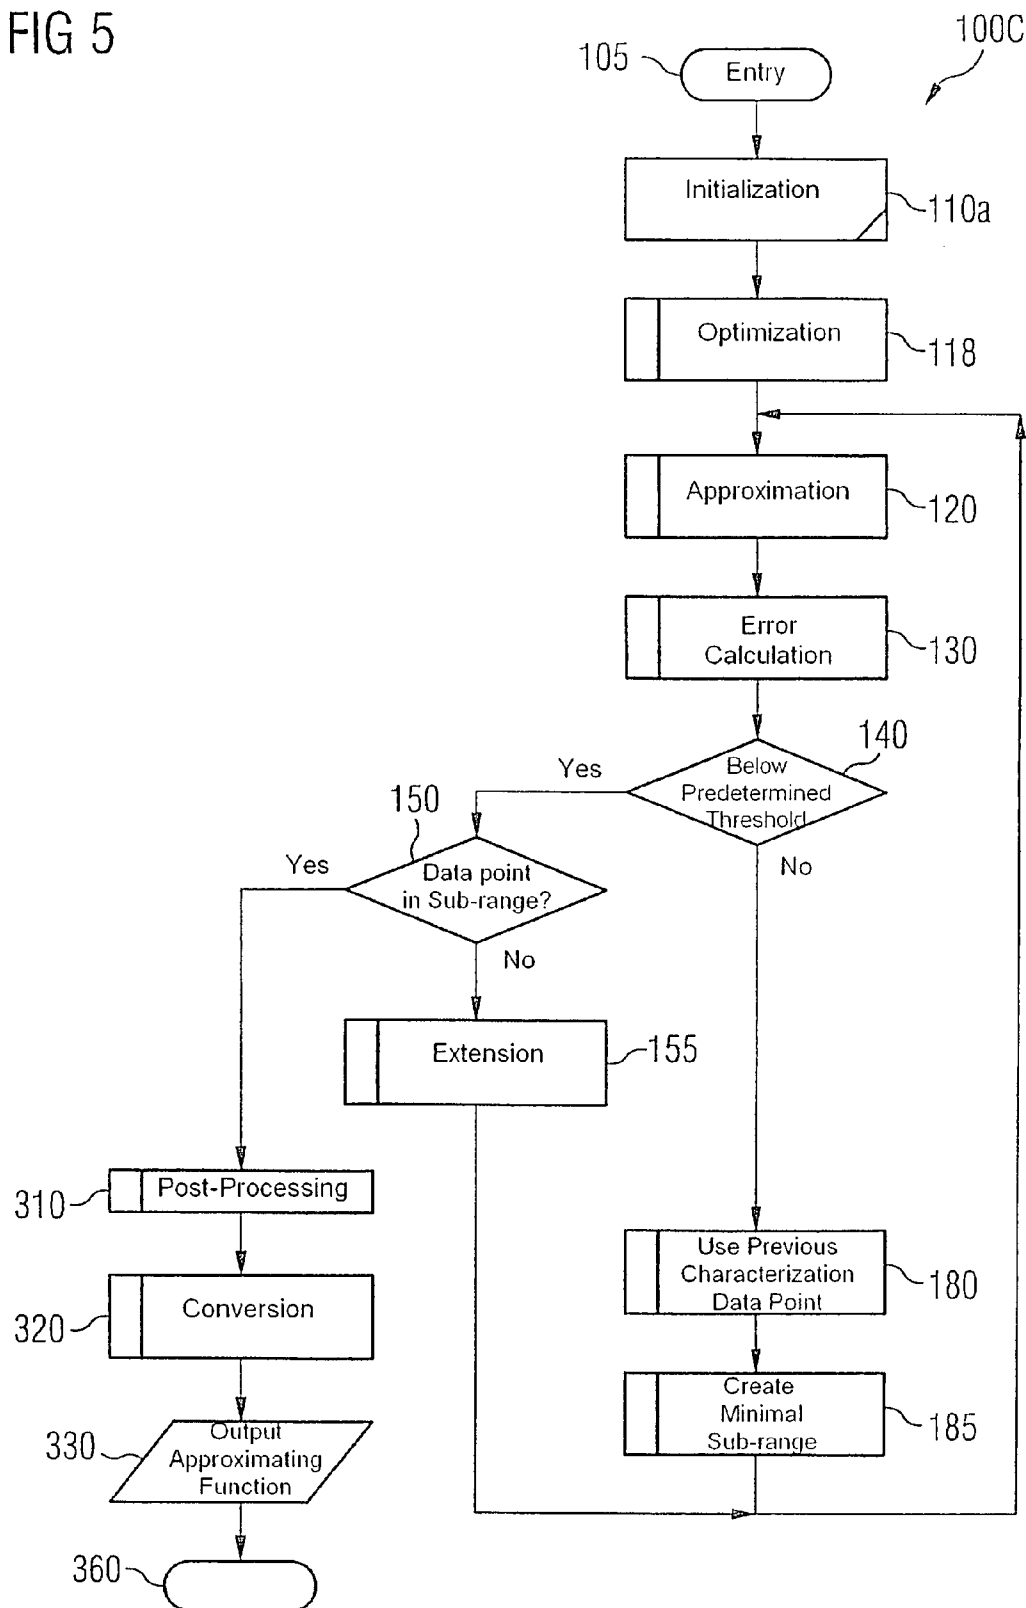 FIG 5
100C
105
Entry
Initialization
110a
Optimization
118
Approximation
120
Error
Calculation
130
140
Below
Predetermined
Threshold
Yes
No
150
Data point
in Sub-range?
Yes
No
Extension
155
310
Post-Processing
Use Previous
Characterization
Data Point
180
320
Conversion
Create
Minimal
Sub-range
185
330
Output
Approximating
Function
360